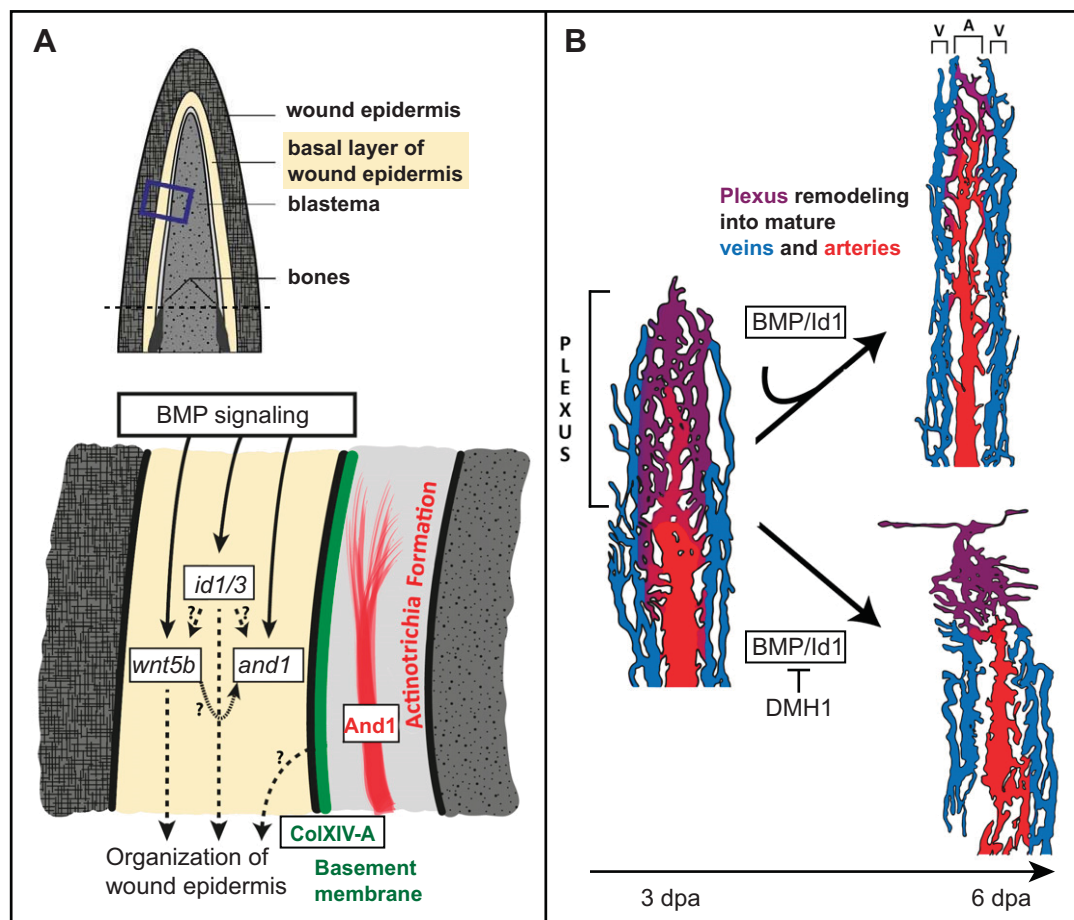 A
wound epidermis
basal layer of
wound epidermis
blastema
bones
BMP signaling
id1/3
?
?
wnt5b
and1
?
?
And1
Actinotrichia Formation
ColXIV-A
Organization of
wound epidermis
Basement
membrane
B
V
A
V
Plexus remodeling
into mature
veins and arteries
PLEXUS
BMP/Id1
BMP/Id1
DMH1
3 dpa
6 dpa